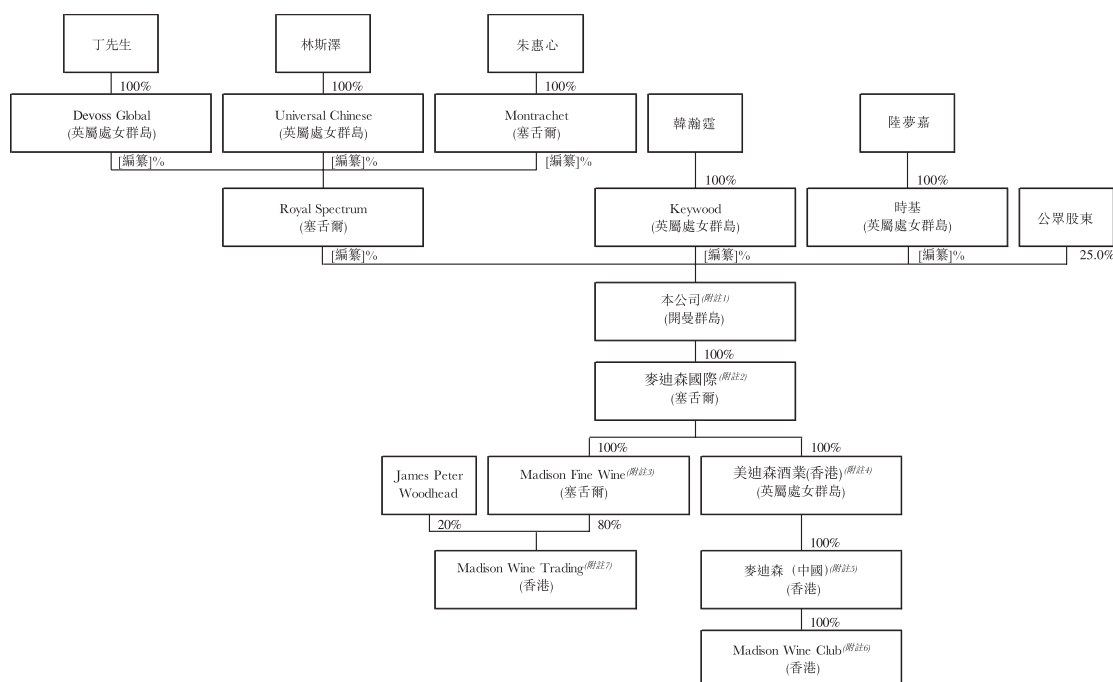 丁先生
林斯澤
朱惠心
100%
100%
100%
Devoss Global
(英屬處女群島)
Universal Chinese
(英屬處女群島)
Montrachet
(塞舌爾)
韓瀚霆
陸夢嘉
[編纂]%
[編纂]%
[編纂]%
100%
100%
Royal Spectrum
(塞舌爾)
Keywood
(英屬處女群島)
時基
(英屬處女群島)
公眾股東
[編纂]%
[編纂]%
[編纂]%
25.0%
本公司(附註1)
(開曼群島)
100%
麥迪森國際(附註2)
(塞舌爾)
100%
100%
James Peter
Woodhead
Madison Fine Wine(附註3)
(塞舌爾)
美迪森酒業(香港)(附註4)
(英屬處女群島)
20%
80%
100%
Madison Wine Trading(附註7)
(香港)
麥迪森（中國）(附註5)
(香港)
100%
Madison Wine Club(附註6)
(香港)